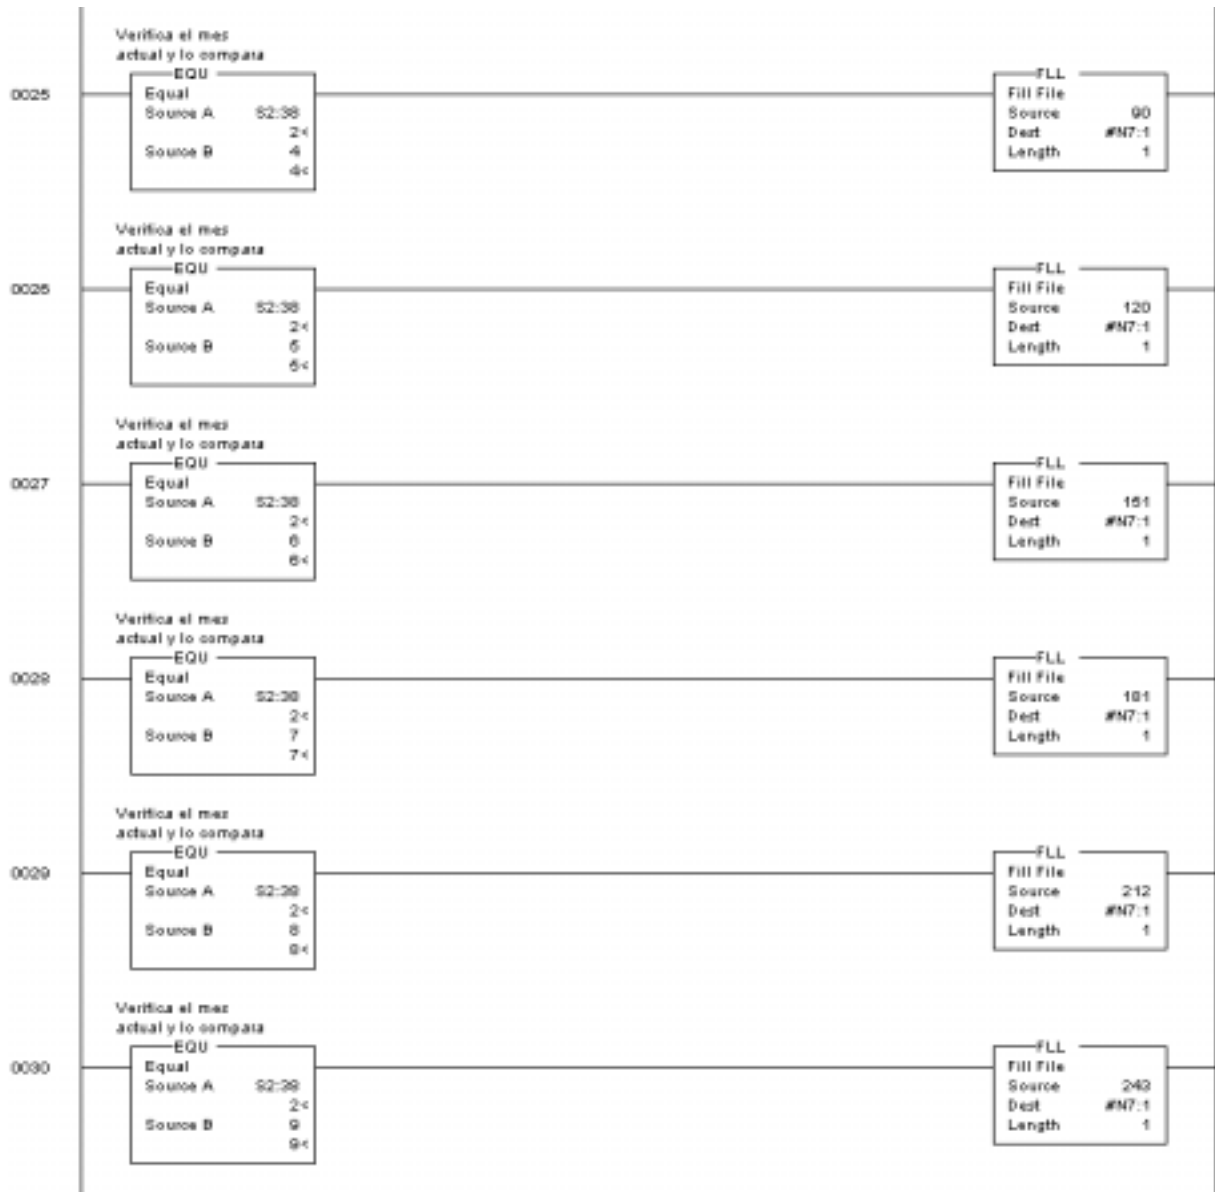 Verifica el mes
actual y lo compara
0025
EQU
Equal
Source A S2:38
2<
Source B 4
4<
FLL
Fill File
Source 90
Dest #N7:1
Length 1
Verifica el mes
actual y lo compara
0026
EQU
Equal
Source A S2:38
2<
Source B 5
5<
FLL
Fill File
Source 120
Dest #N7:1
Length 1
Verifica el mes
actual y lo compara
0027
EQU
Equal
Source A S2:38
2<
Source B 6
6<
FLL
Fill File
Source 151
Dest #N7:1
Length 1
Verifica el mes
actual y lo compara
0028
EQU
Equal
Source A S2:38
2<
Source B 7
7<
FLL
Fill File
Source 181
Dest #N7:1
Length 1
Verifica el mes
actual y lo compara
0029
EQU
Equal
Source A S2:38
2<
Source B 8
8<
FLL
Fill File
Source 212
Dest #N7:1
Length 1
Verifica el mes
actual y lo compara
0030
EQU
Equal
Source A S2:38
2<
Source B 9
9<
FLL
Fill File
Source 243
Dest #N7:1
Length 1